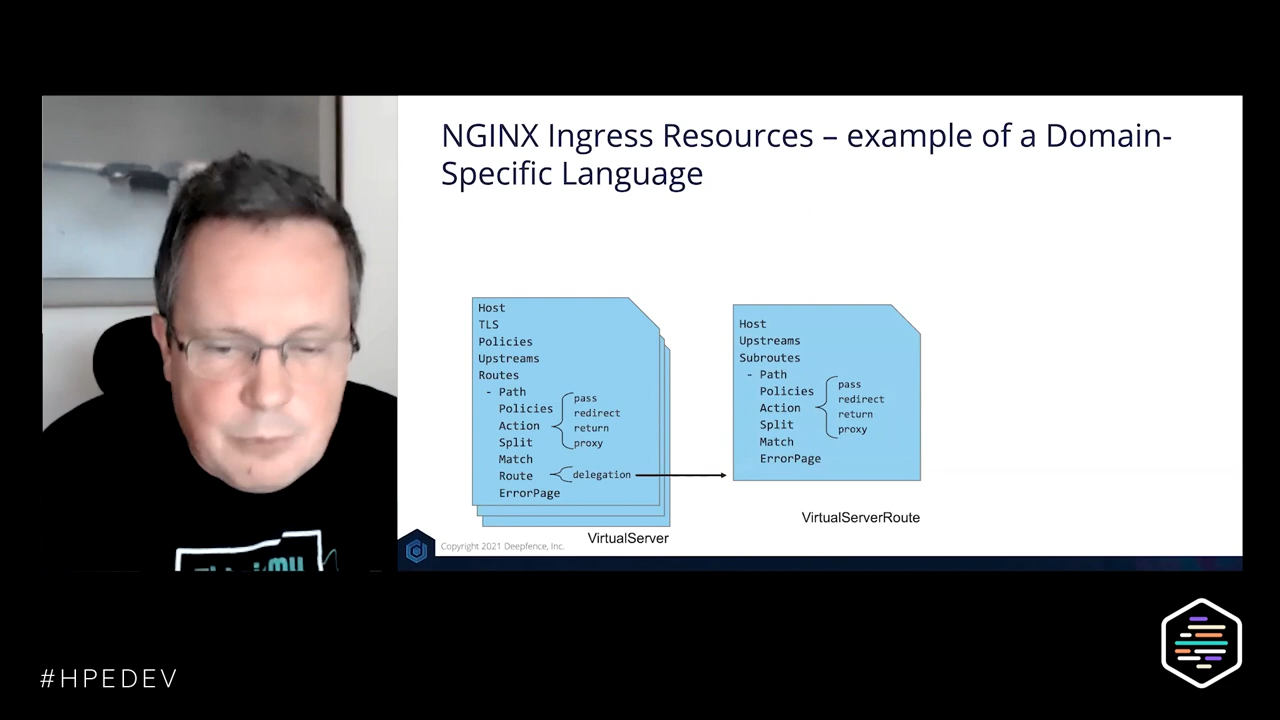 NGINX Ingress Resources – example of a Domain-
Specific Language
Host
TLS
Policies
Upstreams
Routes
- Path
Policies
Action
Split
Match
Route
ErrorPage
pass
redirect
return
proxy
delegation
VirtualServer
Host
Upstreams
Subroutes
- Path
Policies
Action
Split
Match
ErrorPage
pass
redirect
return
proxy
VirtualServerRoute
Copyright 2021 Deepfence, Inc.
#HPEDEV